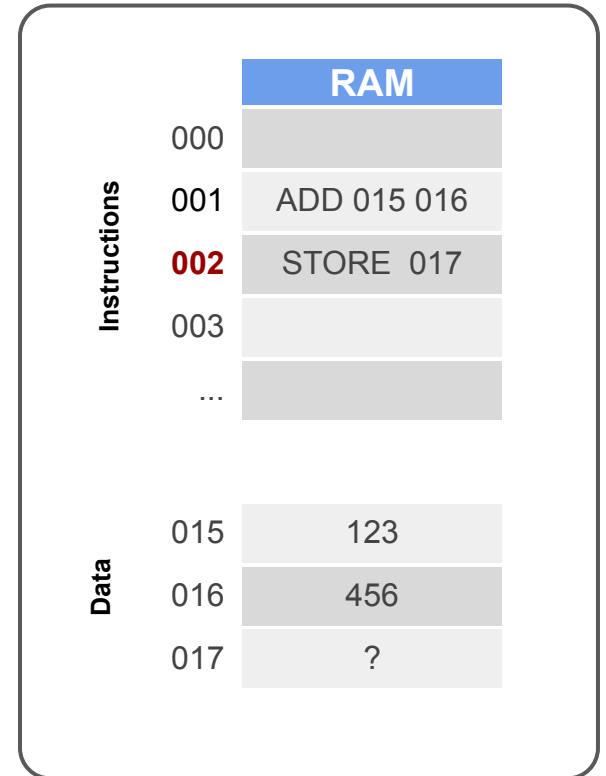 RAM
Instructions
000
001 ADD 015 016
002 STORE 017
003
...
Data
015 123
016 456
017 ?